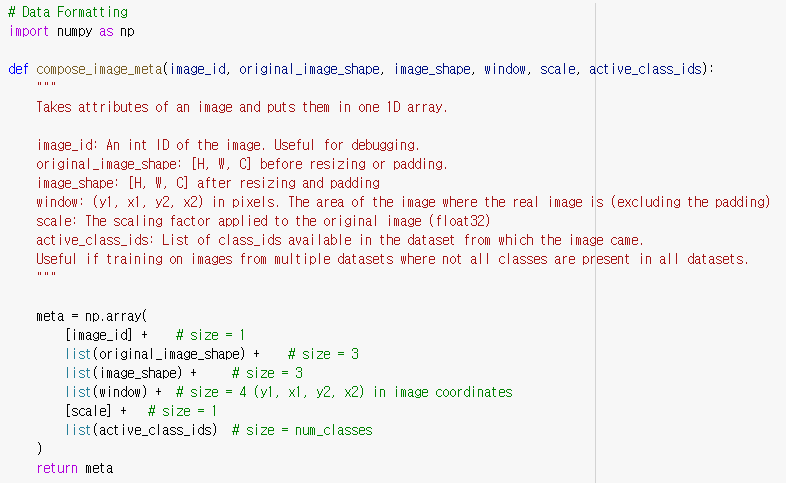 # Data Formatting
import numpy as np

def compose_image_meta(image_id, original_image_shape, image_shape, window, scale, active_class_ids):
    """
    Takes attributes of an image and puts them in one 1D array.

    image_id: An int ID of the image. Useful for debugging.
    original_image_shape: [H, W, C] before resizing or padding.
    image_shape: [H, W, C] after resizing and padding
    window: (y1, x1, y2, x2) in pixels. The area of the image where the real image is (excluding the padding)
    scale: The scaling factor applied to the original image (float32)
    active_class_ids: List of class_ids available in the dataset from which the image came.
    Useful if training on images from multiple datasets where not all classes are present in all datasets.
    """

    meta = np.array(
        [image_id] +    # size = 1
        list(original_image_shape) +    # size = 3
        list(image_shape) +     # size = 3
        list(window) +  # size = 4 (y1, x1, y2, x2) in image coordinates
        [scale] +   # size = 1
        list(active_class_ids)  # size = num_classes
    )
    return meta